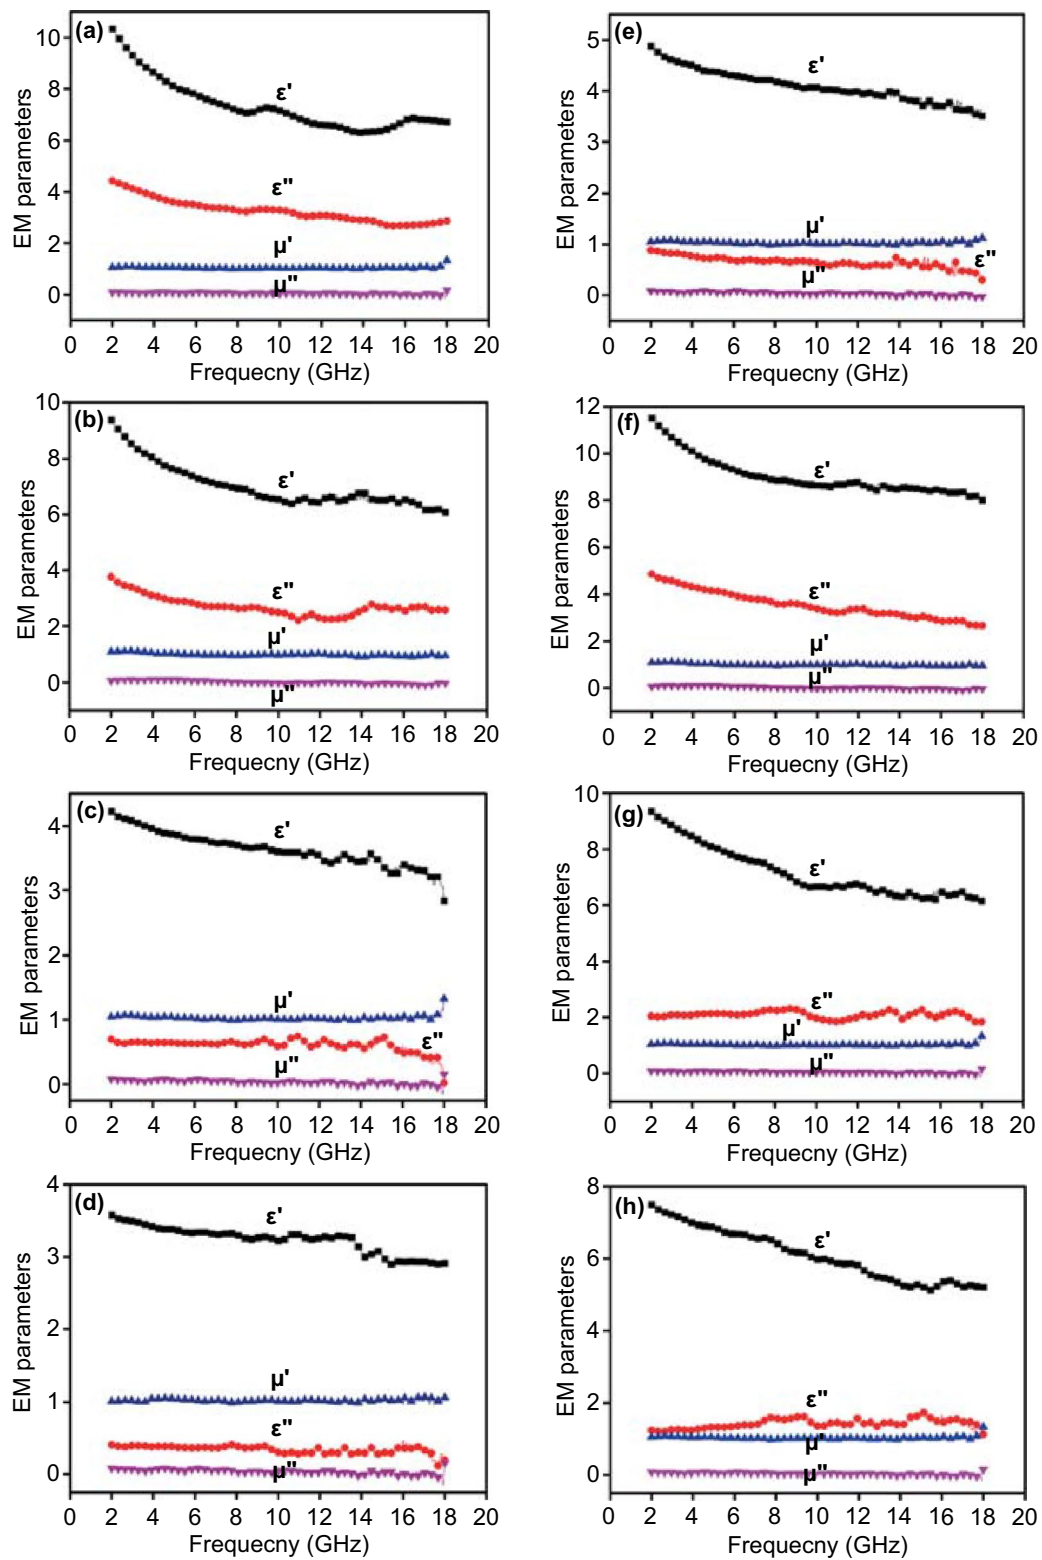 (a)
10
8
6
4
2
0
EM parameters
ε'
ε"
μ'
μ"
0 2 4 6 8 10 12 14 16 18 20
Frequecny (GHz)
(e)
5
4
3
2
1
0
EM parameters
ε'
μ'
ε"
μ"
0 2 4 6 8 10 12 14 16 18 20
Frequecny (GHz)
(b)
10
8
6
4
2
0
EM parameters
ε'
ε"
μ'
μ"
0 2 4 6 8 10 12 14 16 18 20
Frequecny (GHz)
(f)
12
10
8
6
4
2
0
EM parameters
ε'
ε"
μ'
μ"
0 2 4 6 8 10 12 14 16 18 20
Frequecny (GHz)
(c)
4
3
2
1
0
EM parameters
ε'
μ'
ε"
μ"
0 2 4 6 8 10 12 14 16 18 20
Frequecny (GHz)
(g)
10
8
6
4
2
0
EM parameters
ε'
ε"
μ'
μ"
0 2 4 6 8 10 12 14 16 18 20
Frequecny (GHz)
(d)
4
3
2
1
0
EM parameters
ε'
μ'
ε"
μ"
0 2 4 6 8 10 12 14 16 18 20
Frequecny (GHz)
(h)
8
6
4
2
0
EM parameters
ε'
ε"
μ'
μ"
0 2 4 6 8 10 12 14 16 18 20
Frequecny (GHz)